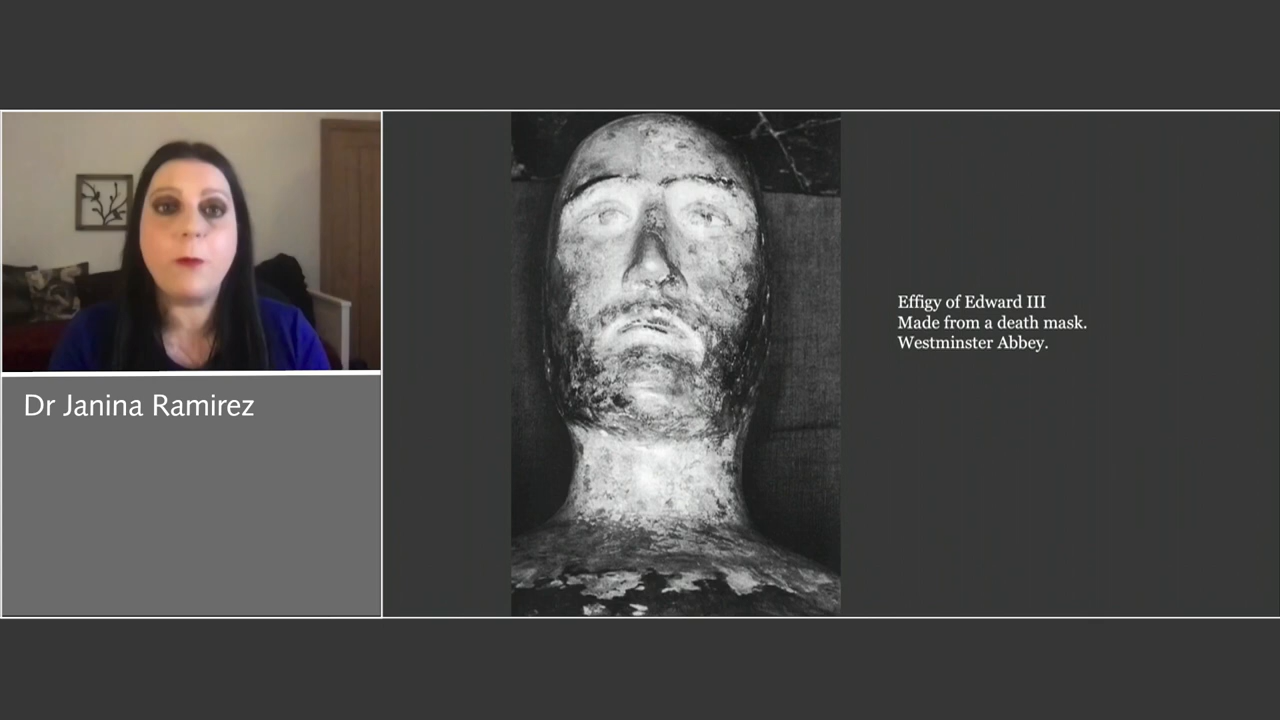 Dr Janina Ramirez
Effigy of Edward III
Made from a death mask.
Westminster Abbey.